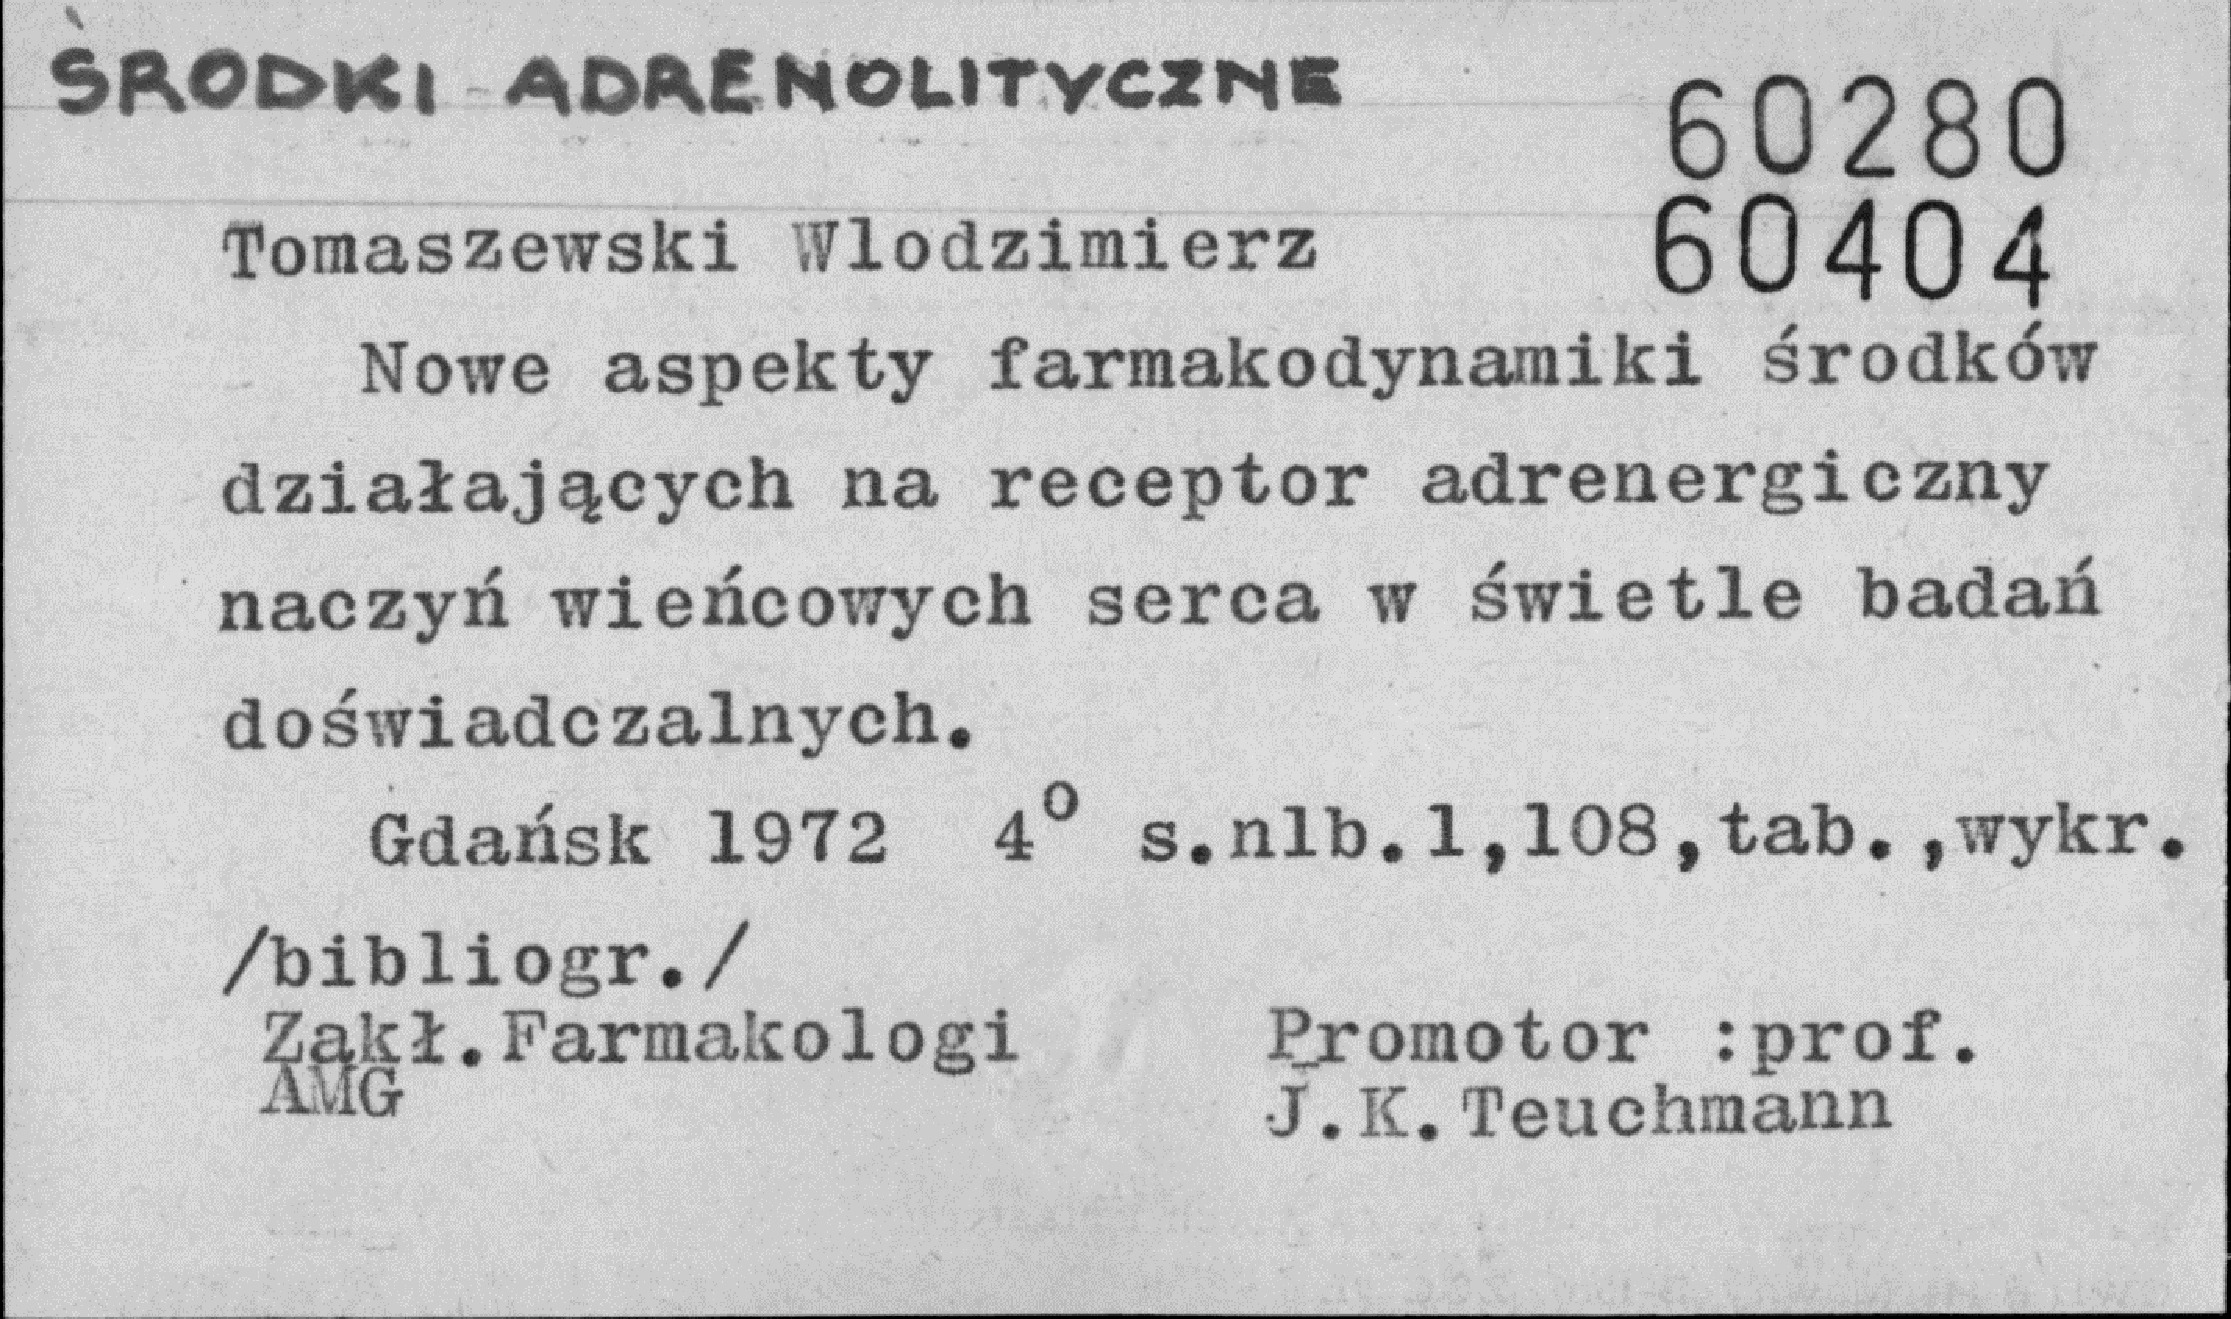 ŚRODKI ADRENOLITYCZNE
60280
60404
Tomaszewski Wlodzimierz
Nowe aspekty farmakodynamiki środków
działających na receptor adrenergiczny
naczyń wieńcowych serca w świetle badań
doświadczalnych.
Gdańsk 1972 4º s.nlb.1,108,tab.,wykr.
/bibliogr./
Zakł.Farmakologi
AMG
Promotor :prof.
J.K.Teuchmann